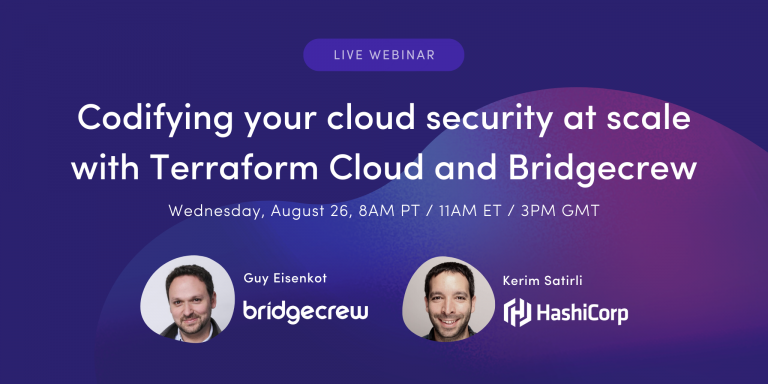 LIVE WEBINAR
Codifying your cloud security at scale
with Terraform Cloud and Bridgecrew
Wednesday, August 26, 8AM PT / 11AM ET / 3PM GMT
Guy Eisenkot
bridgecrew
Kerim Satirli
HashiCorp